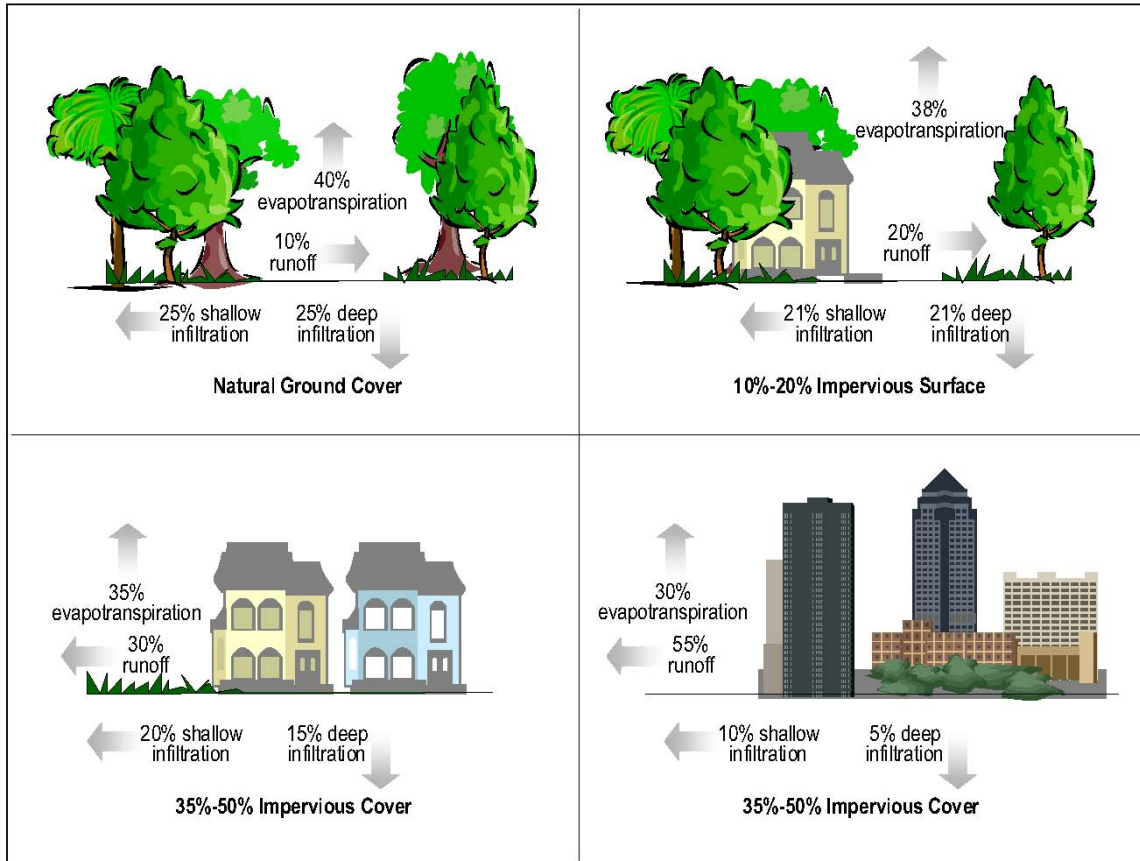 40%
evapotranspiration
10%
runoff
25% shallow
infiltration
25% deep
infiltration
Natural Ground Cover
38%
evapotranspiration
20%
runoff
21% shallow
infiltration
21% deep
infiltration
10%-20% Impervious Surface
35%
evapotranspiration
30%
runoff
20% shallow
infiltration
15% deep
infiltration
35%-50% Impervious Cover
30%
evapotranspiration
55%
runoff
10% shallow
infiltration
5% deep
infiltration
35%-50% Impervious Cover